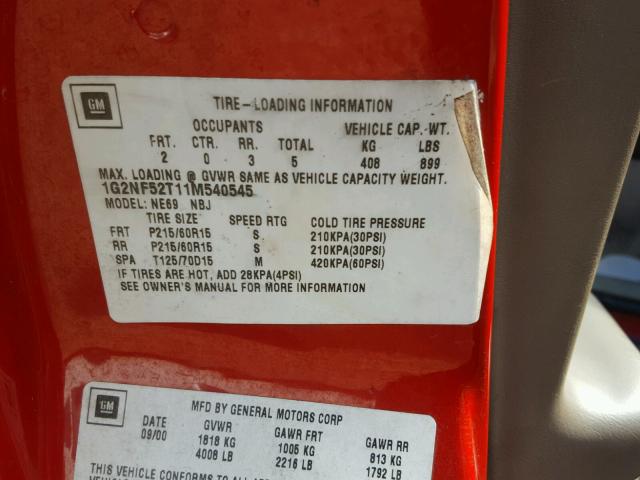 GM
TIRE-LOADING INFORMATION
OCCUPANTS VEHICLE CAP. WT.
FRT. CTR. RR. TOTAL KG LBS
2 0 3 5 408 899
MAX. LOADING @ GVWR SAME AS VEHICLE CAPACITY WEIGHT.
1G2NF52T11M540545
MODEL: NE69 NBJ
TIRE SIZE SPEED RTG COLD TIRE PRESSURE
FRT P215/60R15 S 210KPA(30PSI)
RR P215/60R15 S 210KPA(30PSI)
SPA T125/70D15 M 420KPA(60PSI)
IF TIRES ARE HOT, ADD 28KPA(4PSI)
SEE OWNER'S MANUAL FOR MORE INFORMATION
GM
MFD BY GENERAL MOTORS CORP
DATE GVWR GAWR FRT GAWR RR
09/00 1818 KG 1005 KG 813 KG
4008 LB 2216 LB 1792 LB
THIS VEHICLE CONFORMS TO ALL